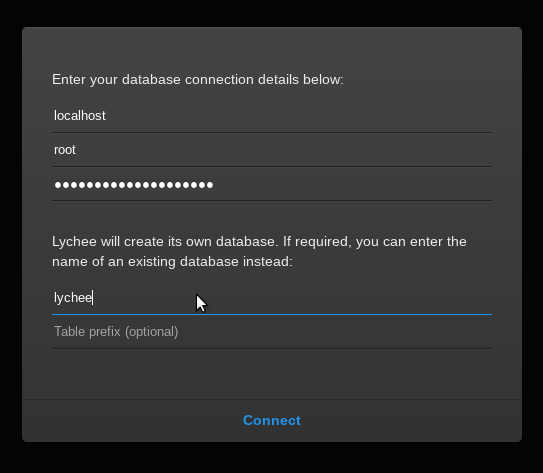 Enter your database connection details below:
localhost
root
●●●●●●●●●●●●●●●●●●●●
Lychee will create its own database. If required, you can enter the
name of an existing database instead:
lychee
Table prefix (optional)
Connect